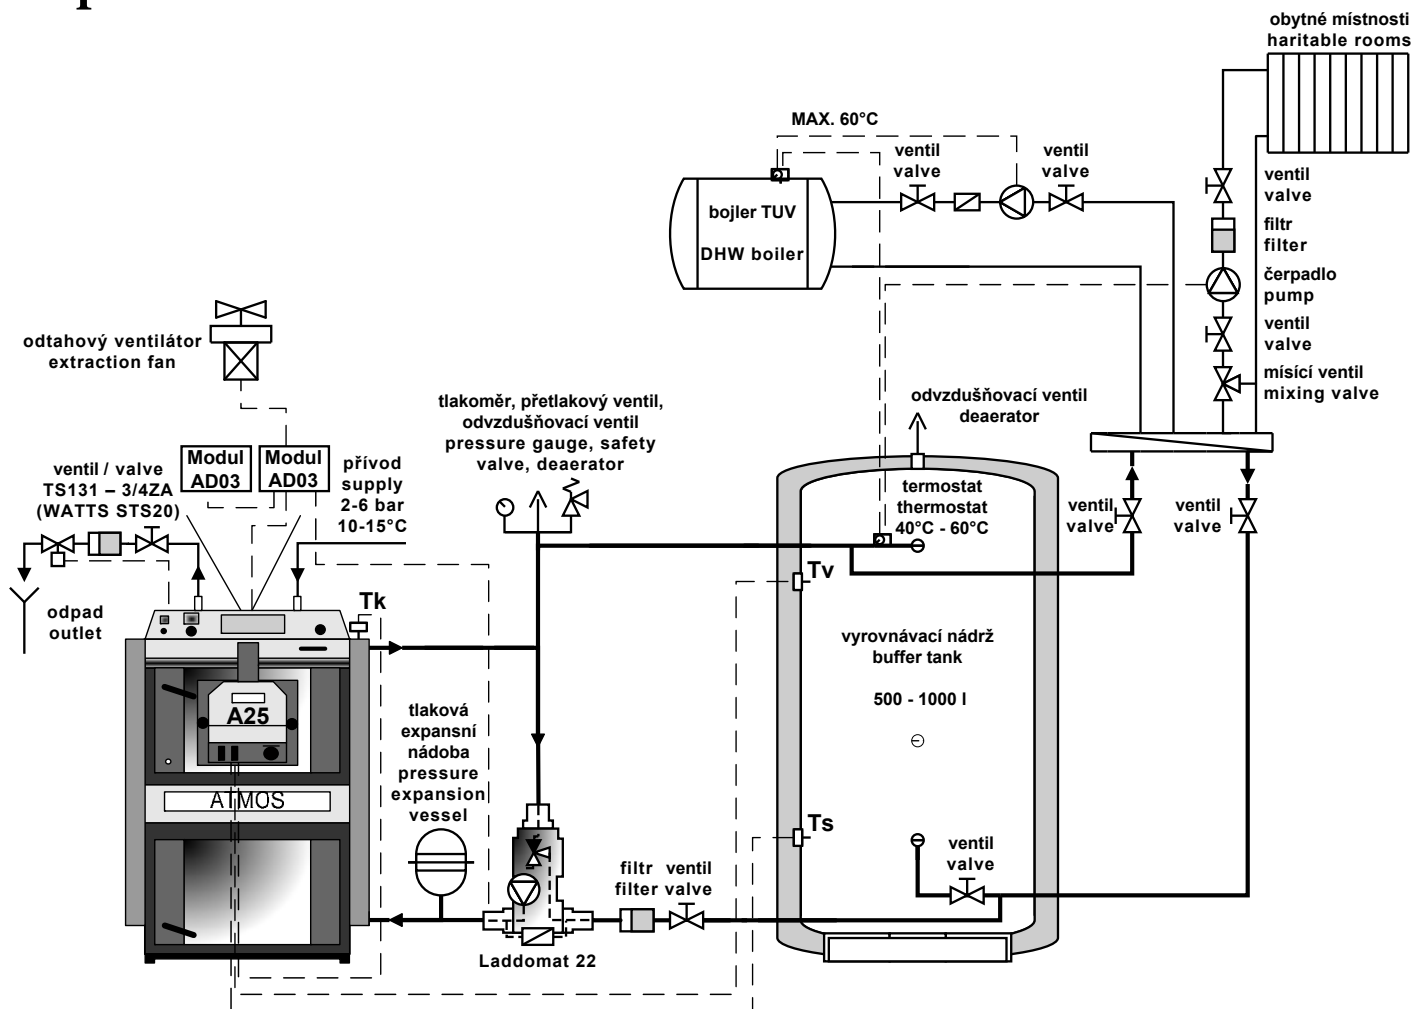 obytné místnosti
haritable rooms
MAX. 60°C
ventil
valve
ventil
valve
ventil
valve
bojler TUV
DHW boiler
filtr
filter
čerpadlo
pump
ventil
valve
mísící ventil
mixing valve
odtahový ventilátor
extraction fan
tlakoměr, přetlakový ventil,
odvzdušňovací ventil
pressure gauge, safety
valve, deaerator
odvzdušňovací ventil
deaerator
ventil / valve
TS131 – 3/4ZA
(WATTS STS20)
Modul
AD03
Modul
AD03
přívod
supply
2-6 bar
10-15°C
termostat
thermostat
40°C - 60°C
ventil
valve
ventil
valve
Tv
Tk
odpad
outlet
vyrovnávací nádrž
buffer tank
500 - 1000 l
A25
ATMOS
tlaková
expansní
nádoba
pressure
expansion
vessel
Ts
filtr ventil
filter valve
ventil
valve
Laddomat 22